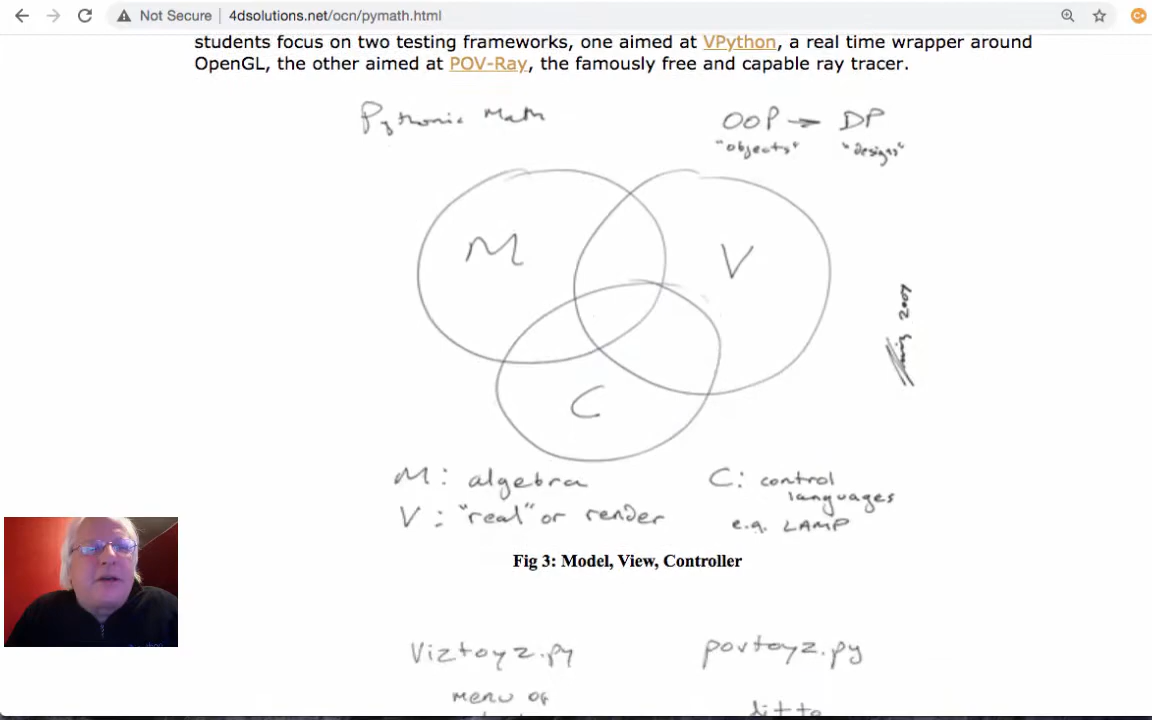 Not Secure
4dsolutions.net/ocn/pymath.html
students focus on two testing frameworks, one aimed at VPython, a real time wrapper around
OpenGL, the other aimed at POV-Ray, the famously free and capable ray tracer.
Pythonic Math
OOP → DP
"objects" "designs"
M
V
C
2007
M: algebra
V: "real" or render
C: control
languages
e.g. LAMP
Fig 3: Model, View, Controller
viztoyz.py
povtoyz.py
menu of
ditto